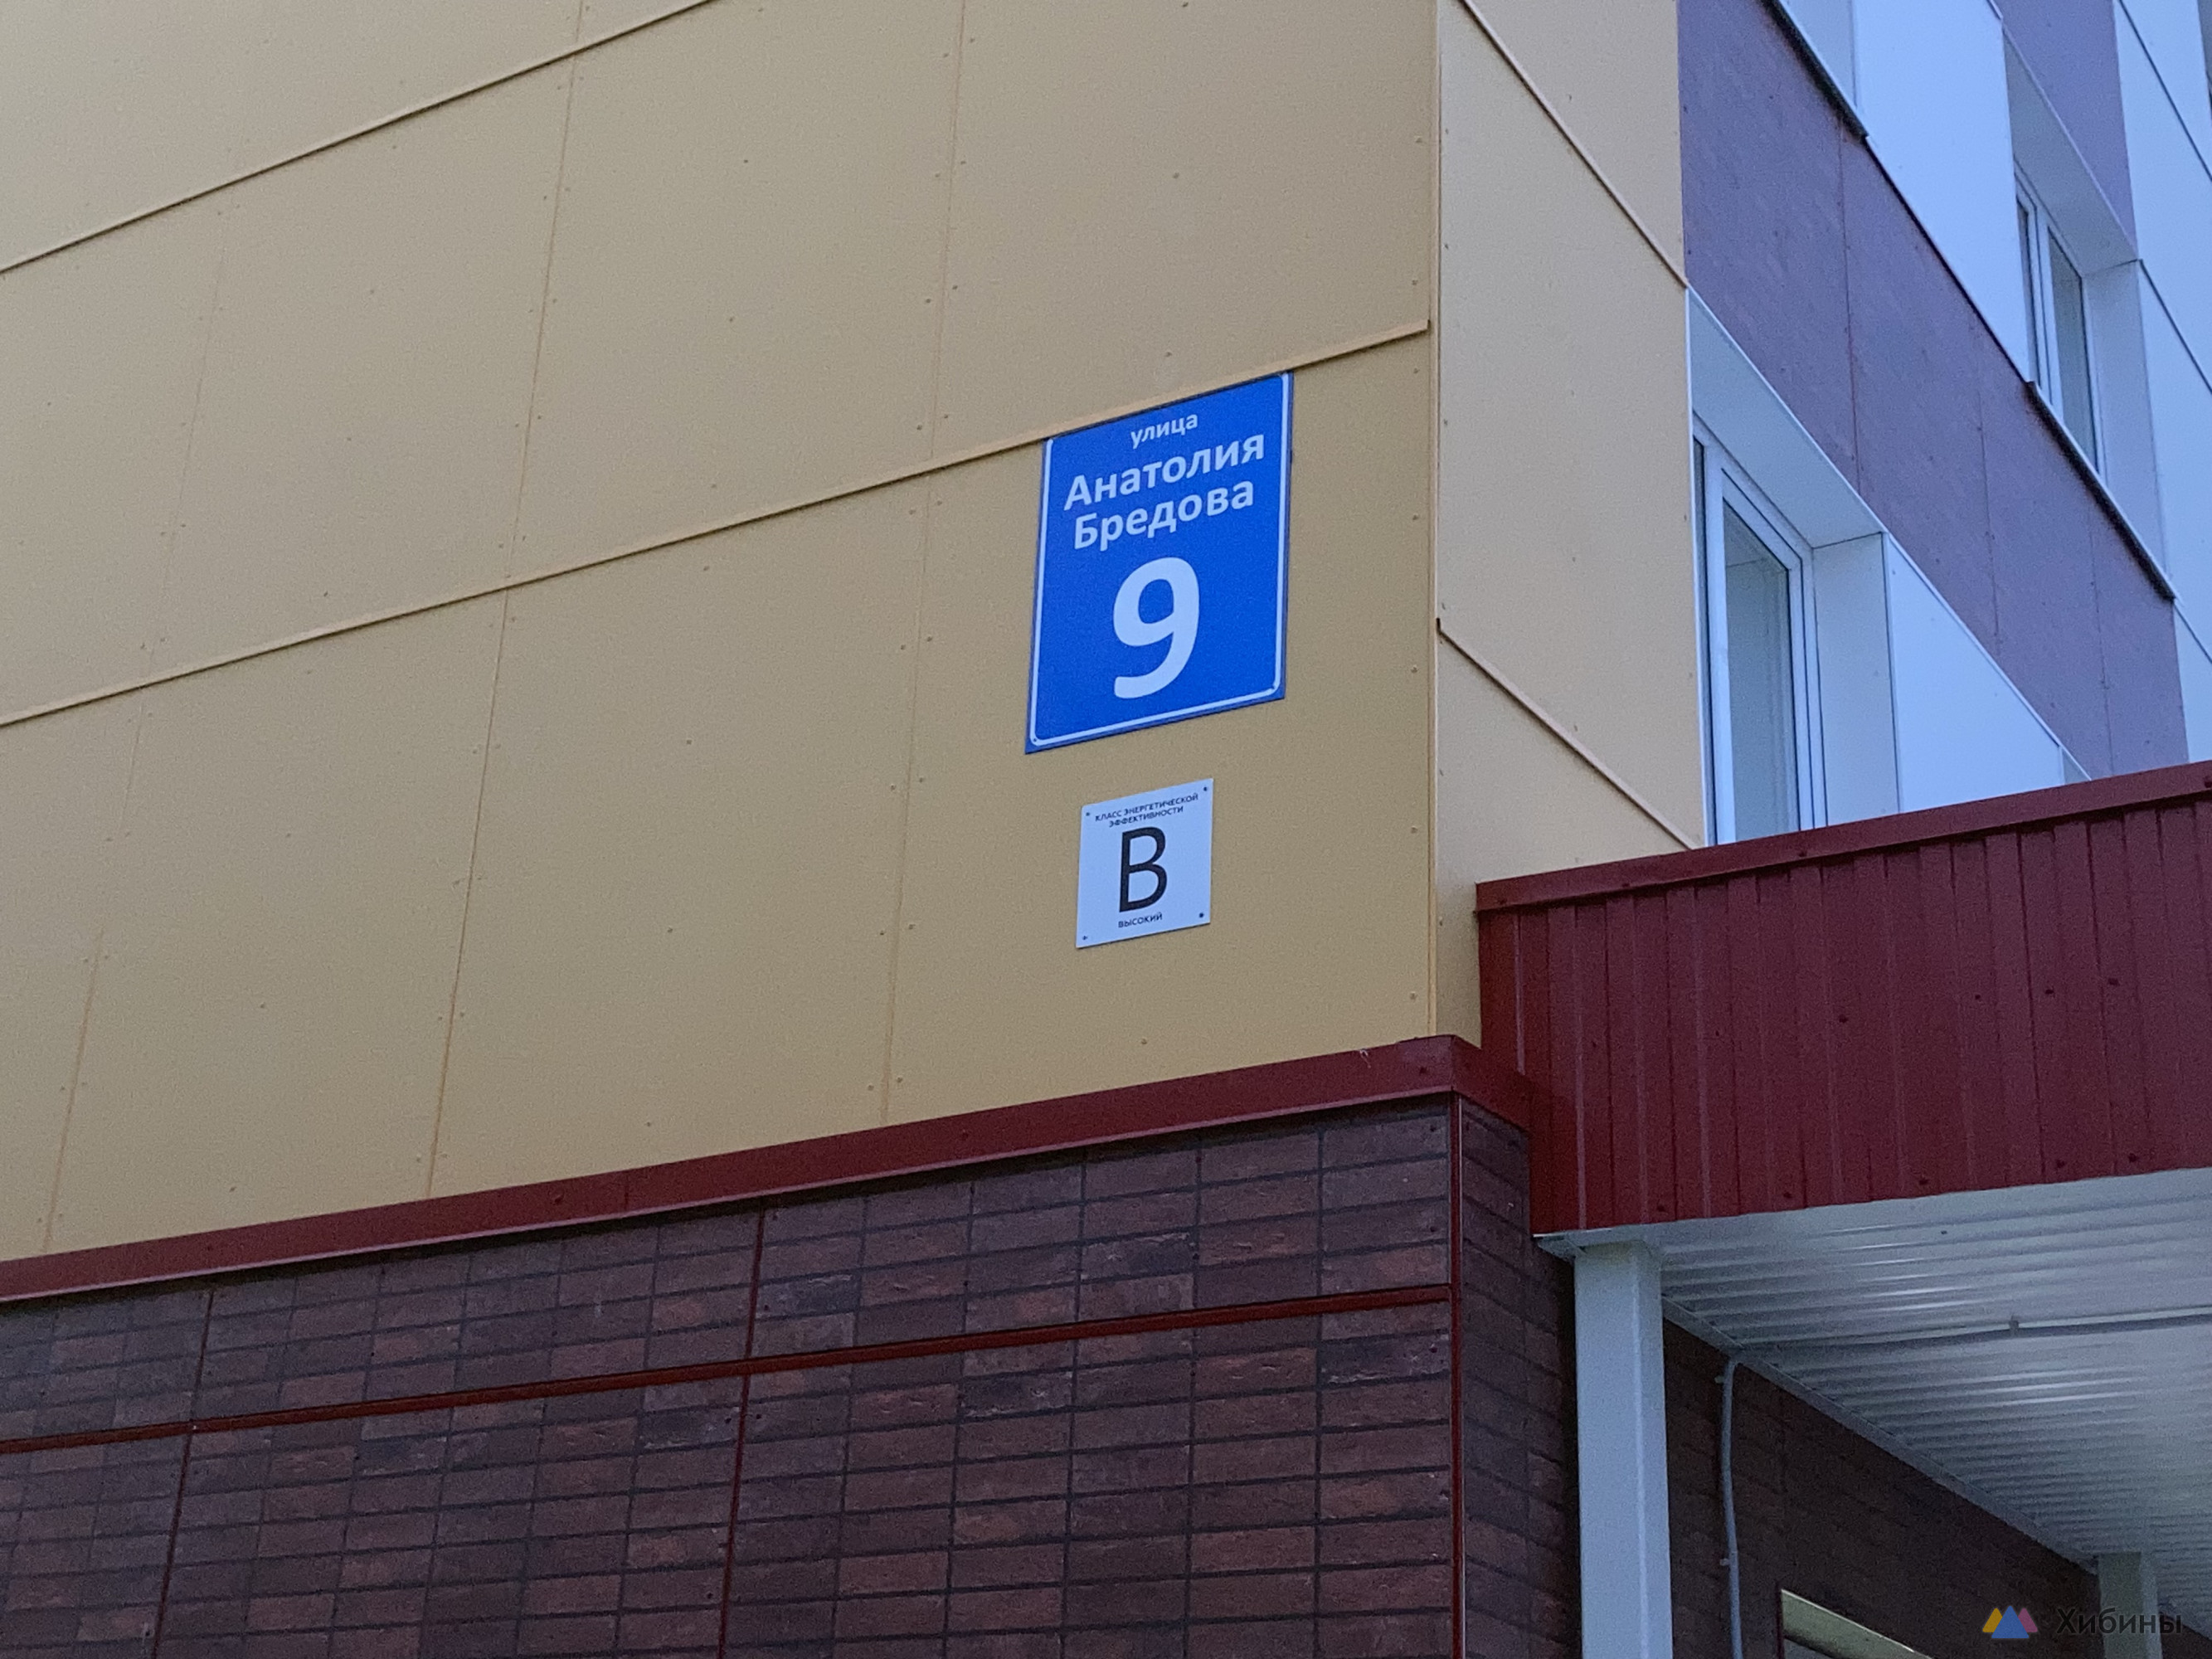 улица
Анатолия
Бредова
9
КЛАСС ЭНЕРГЕТИЧЕСКОЙ
ЭФФЕКТИВНОСТИ
В
ВЫСОКИЙ
Хибины